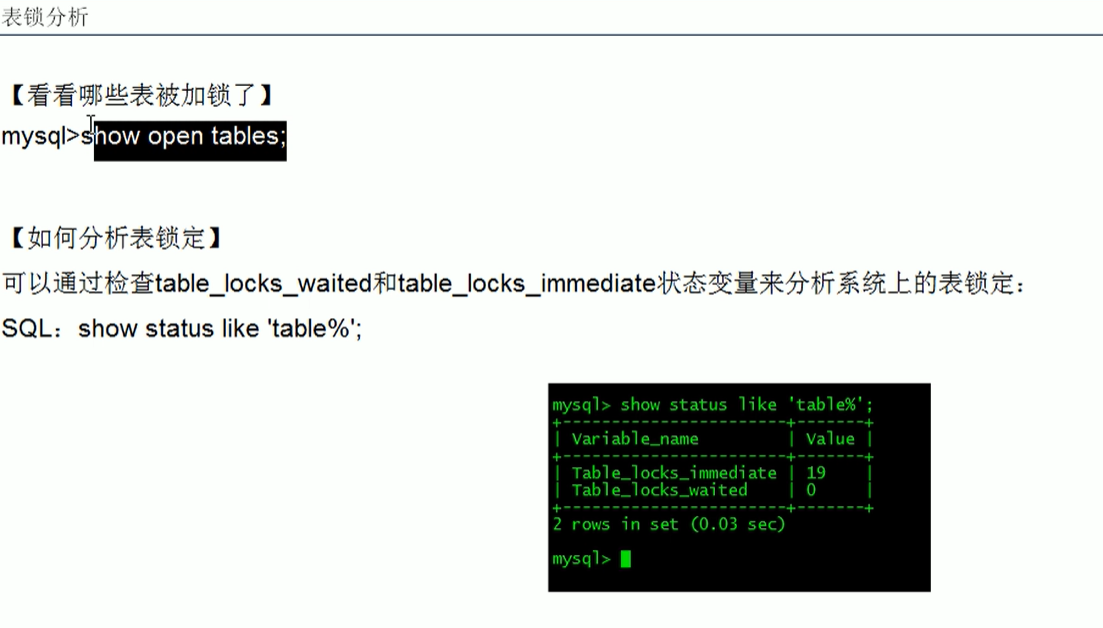 表锁分析
【看看哪些表被加锁了】
mysql>show open tables;
【如何分析表锁定】
可以通过检查table_locks_waited和table_locks_immediate状态变量来分析系统上的表锁定：
SQL：show status like 'table%';
mysql> show status like 'table%';
+-----------------------+-------+
| Variable_name | Value |
+-----------------------+-------+
| Table_locks_immediate | 19 |
| Table_locks_waited | 0 |
+-----------------------+-------+
2 rows in set (0.03 sec)
mysql>